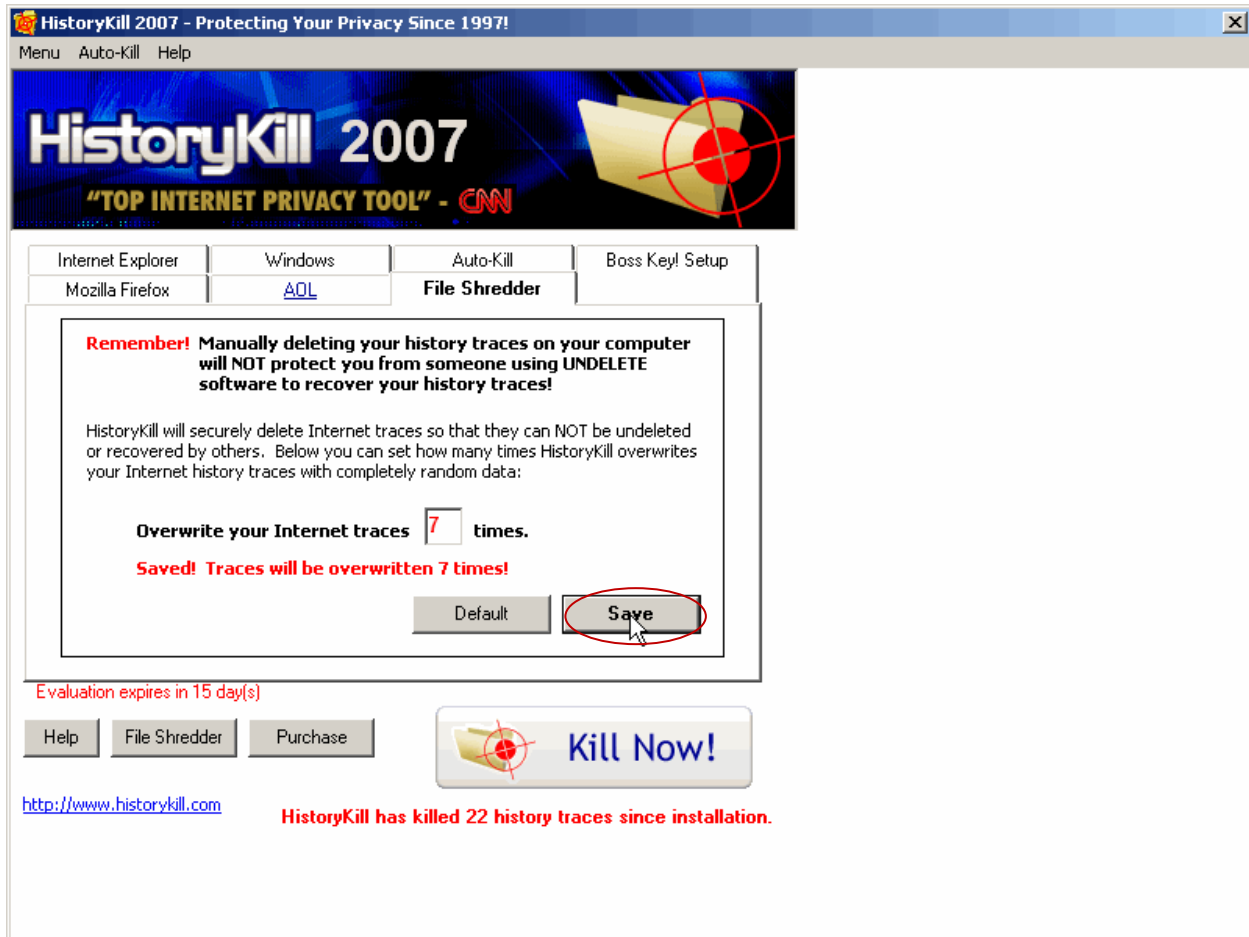 HistoryKill 2007 - Protecting Your Privacy Since 1997!
Menu Auto-Kill Help
HistoryKill 2007
"TOP INTERNET PRIVACY TOOL" - CNN
Internet Explorer Windows Auto-Kill Boss Key! Setup
Mozilla Firefox AOL File Shredder
Remember! Manually deleting your history traces on your computer
will NOT protect you from someone using UNDELETE
software to recover your history traces!
HistoryKill will securely delete Internet traces so that they can NOT be undeleted
or recovered by others. Below you can set how many times HistoryKill overwrites
your Internet history traces with completely random data:
Overwrite your Internet traces 7 times.
Saved! Traces will be overwritten 7 times!
Default Save
Evaluation expires in 15 day(s)
Help File Shredder Purchase Kill Now!
http://www.historykill.com
HistoryKill has killed 22 history traces since installation.